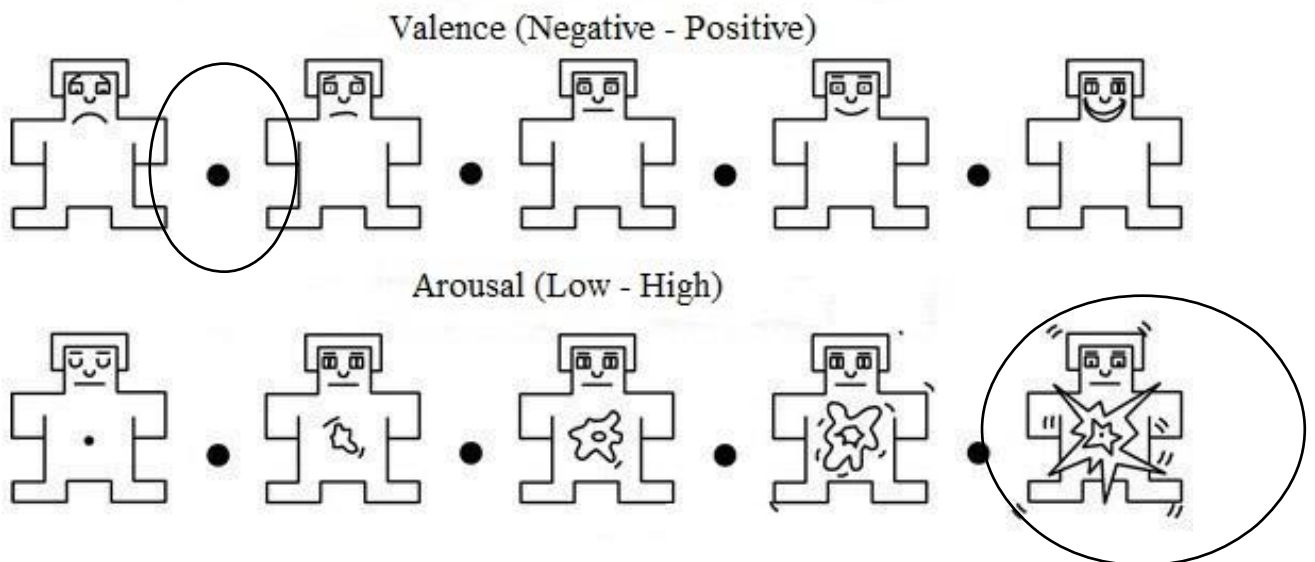 Valence (Negative - Positive)
Arousal (Low - High)